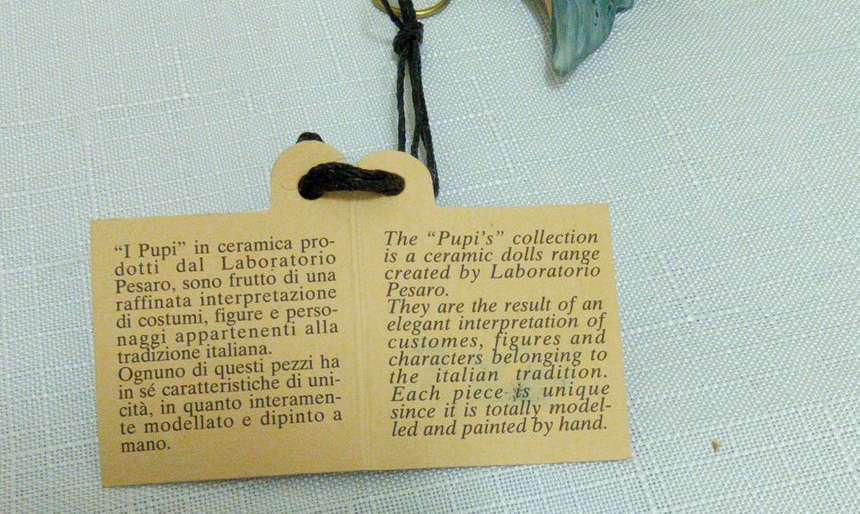 “I Pupi” in ceramica pro-
dotti dal Laboratorio
Pesaro, sono frutto di una
raffinata interpretazione
di costumi, figure e perso-
naggi appartenenti alla
tradizione italiana.
Ognuno di questi pezzi ha
in sé caratteristiche di uni-
cità, in quanto interamen-
te modellato e dipinto a
mano.
The “Pupi's” collection
is a ceramic dolls range
created by Laboratorio
Pesaro.
They are the result of an
elegant interpretation of
customes, figures and
characters belonging to
the italian tradition.
Each piece is unique
since it is totally model-
led and painted by hand.